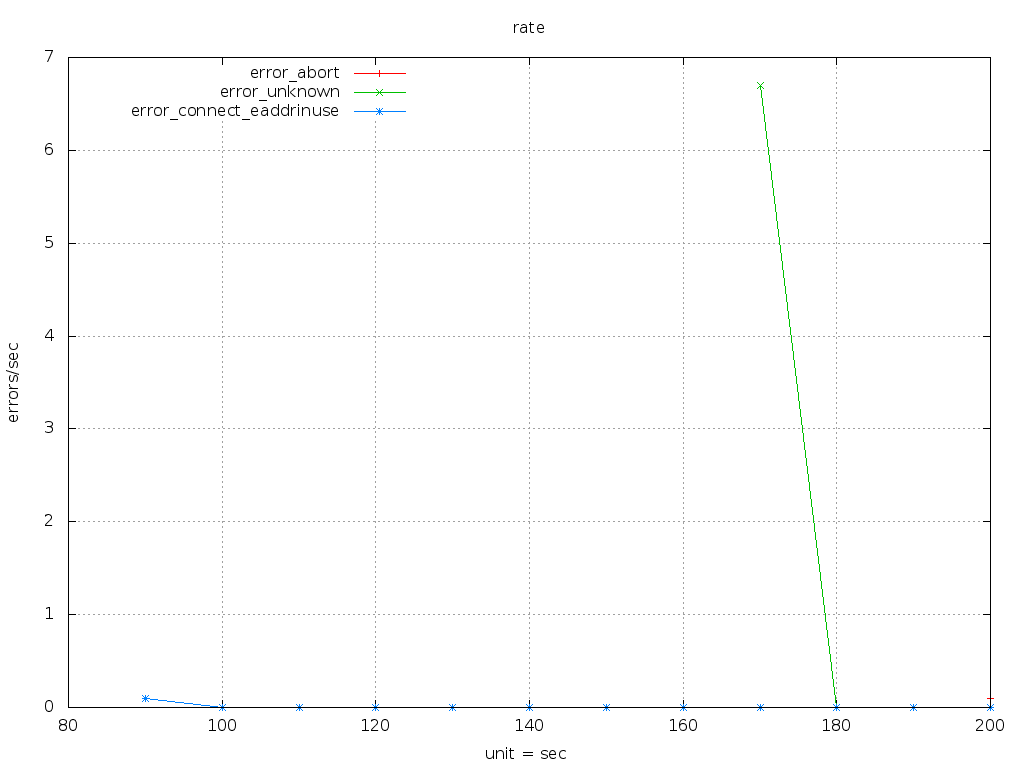 rate
error_abort
error_unknown
error_connect_eaddrinuse
7
6
5
4
3
2
1
0
errors/sec
80 100 120 140 160 180 200
unit = sec